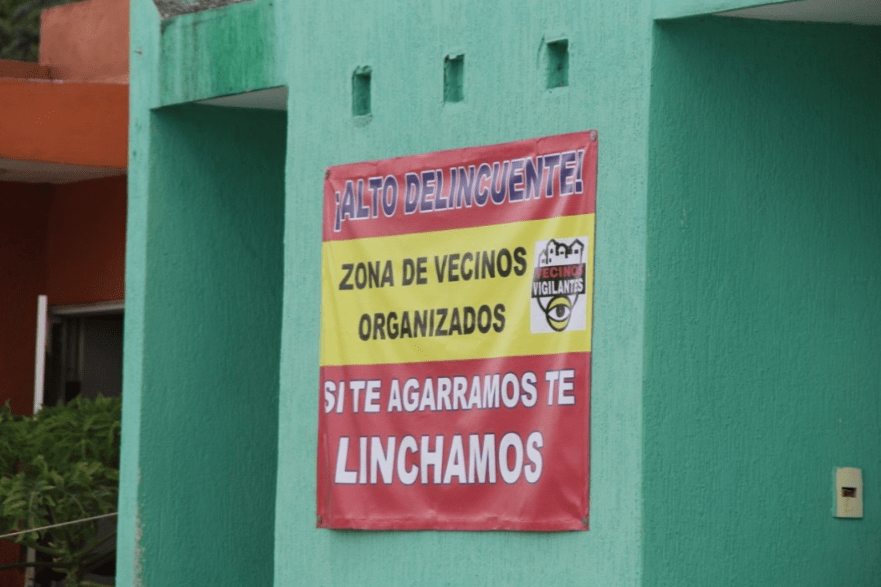 ¡ALTO DELINCUENTE!
ZONA DE VECINOS
ORGANIZADOS
VECINOS
VIGILANTES
SI TE AGARRAMOS TE
LINCHAMOS